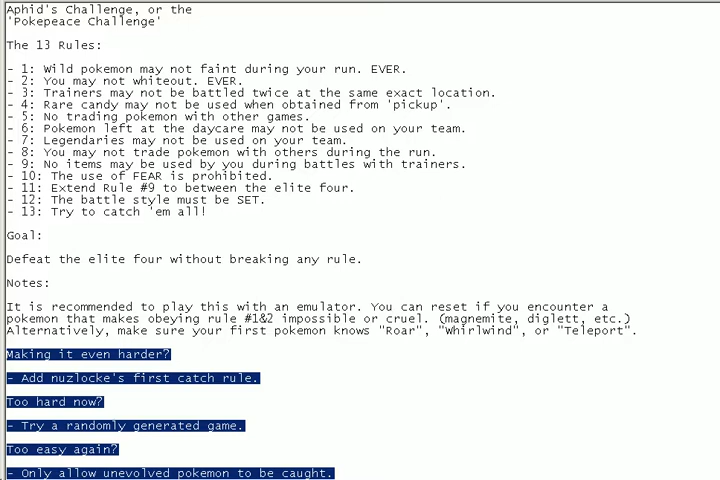 Aphid's Challenge, or the
'Pokepeace Challenge'
The 13 Rules:
- 1: Wild pokemon may not faint during your run. EVER.
- 2: You may not whiteout. EVER.
- 3: Trainers may not be battled twice at the same exact location.
- 4: Rare candy may not be used when obtained from 'pickup'.
- 5: No trading pokemon with other games.
- 6: Pokemon left at the daycare may not be used on your team.
- 7: Legendaries may not be used on your team.
- 8: You may not trade pokemon with others during the run.
- 9: No items may be used by you during battles with trainers.
- 10: The use of FEAR is prohibited.
- 11: Extend Rule #9 to between the elite four.
- 12: The battle style must be SET.
- 13: Try to catch 'em all!
Goal:
Defeat the elite four without breaking any rule.
Notes:
It is recommended to play this with an emulator. You can reset if you encounter a
pokemon that makes obeying rule #1&2 impossible or cruel. (magnemite, diglett, etc.)
Alternatively, make sure your first pokemon knows "Roar", "Whirlwind", or "Teleport".
Making it even harder?
- Add nuzlocke's first catch rule.
Too hard now?
- Try a randomly generated game.
Too easy again?
- Only allow unevolved pokemon to be caught.